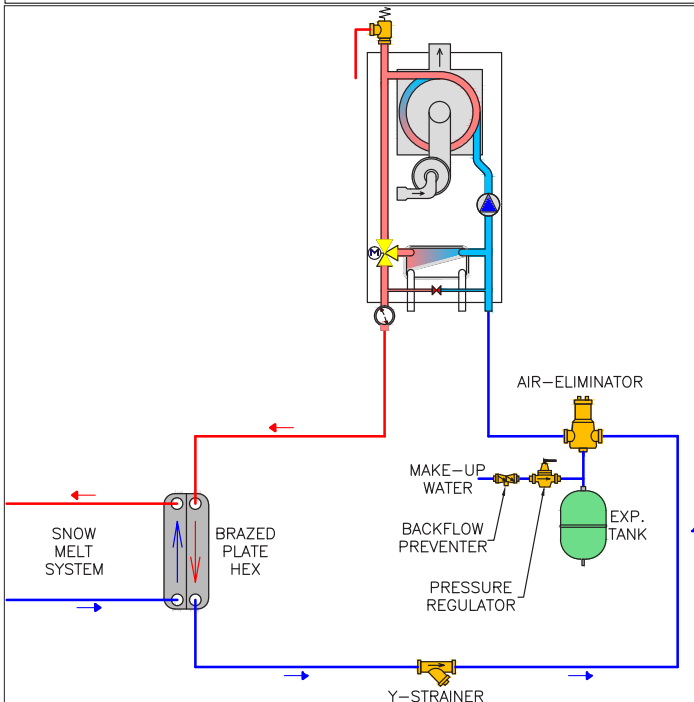 M
AIR-ELIMINATOR
MAKE-UP
WATER
BACKFLOW
PREVENTER
EXP.
TANK
PRESSURE
REGULATOR
SNOW
MELT
SYSTEM
BRAZED
PLATE
HEX
Y-STRAINER